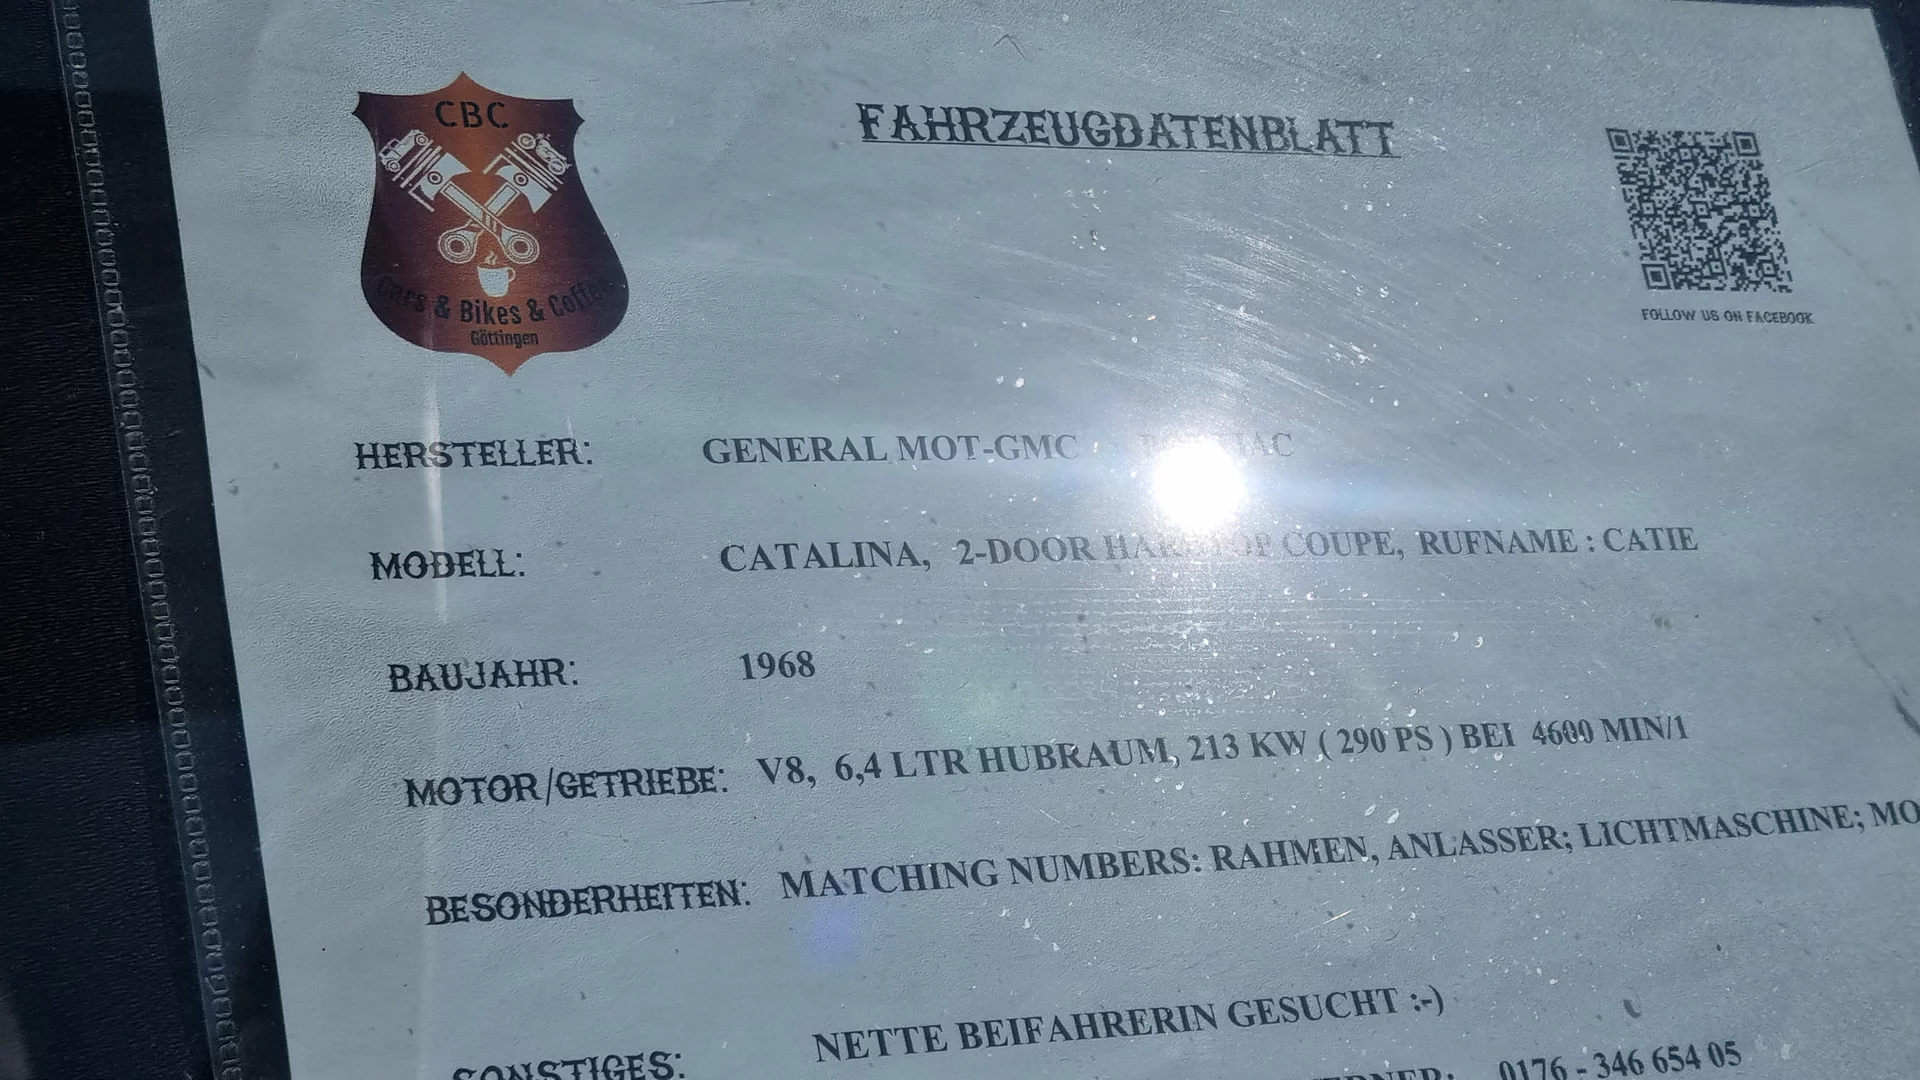 CBC
Cars & Bikes & Coffee
Göttingen
FAHRZEUGDATENBLATT
FOLLOW US ON FACEBOOK
HERSTELLER: GENERAL MOT-GMC
MODELL: CATALINA, 2-DOOR HARDTOP COUPE, RUFNAME : CATIE
BAUJAHR: 1968
MOTOR/GETRIEBE: V8, 6,4 LTR HUBRAUM, 213 KW ( 290 PS ) BEI 4600 MIN/1
BESONDERHEITEN: MATCHING NUMBERS: RAHMEN, ANLASSER; LICHTMASCHINE; MO
SONSTIGES: NETTE BEIFAHRERIN GESUCHT :-)
0176 - 346 654 05